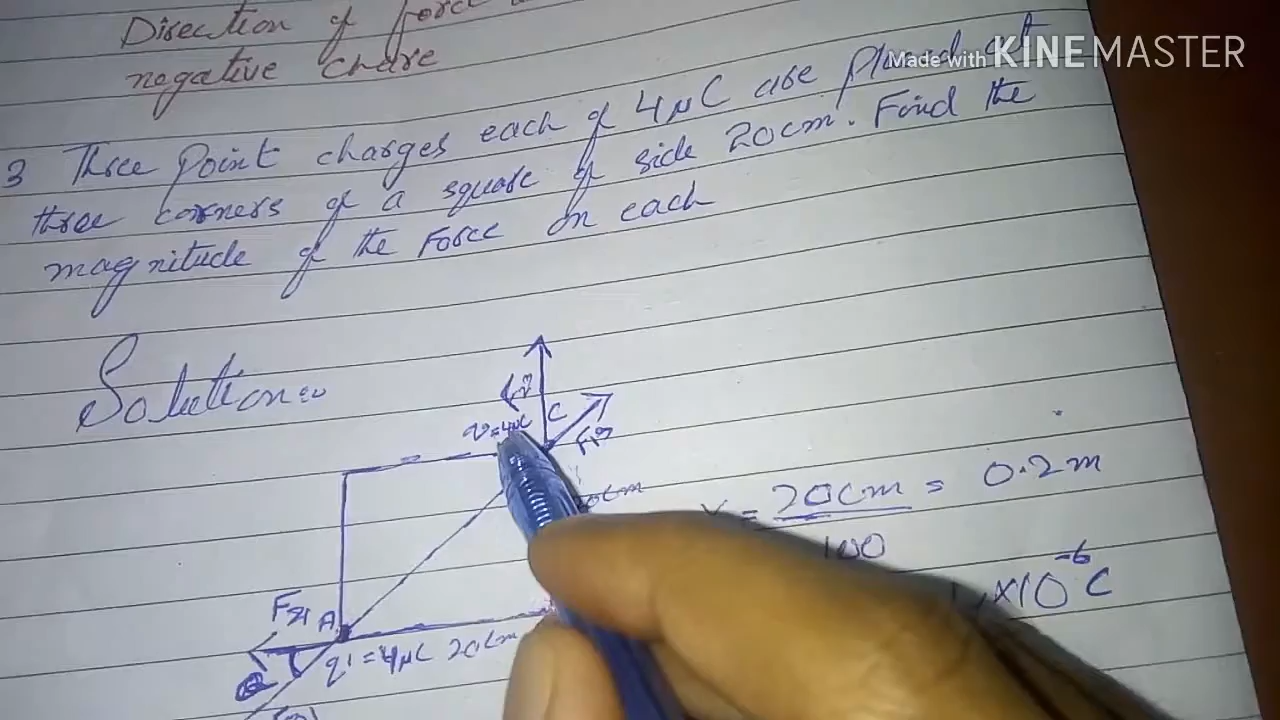 Direction of force
negative chare
Made with KINEMASTER
3 Three Point charges each of 4μC are placed at
three corners of a square of side 20cm. Find the
magnitude of the Force on each
Solution
C
A
q1 = 4μC 20cm
= 20cm = 0.2m
100
×10⁻⁶ C